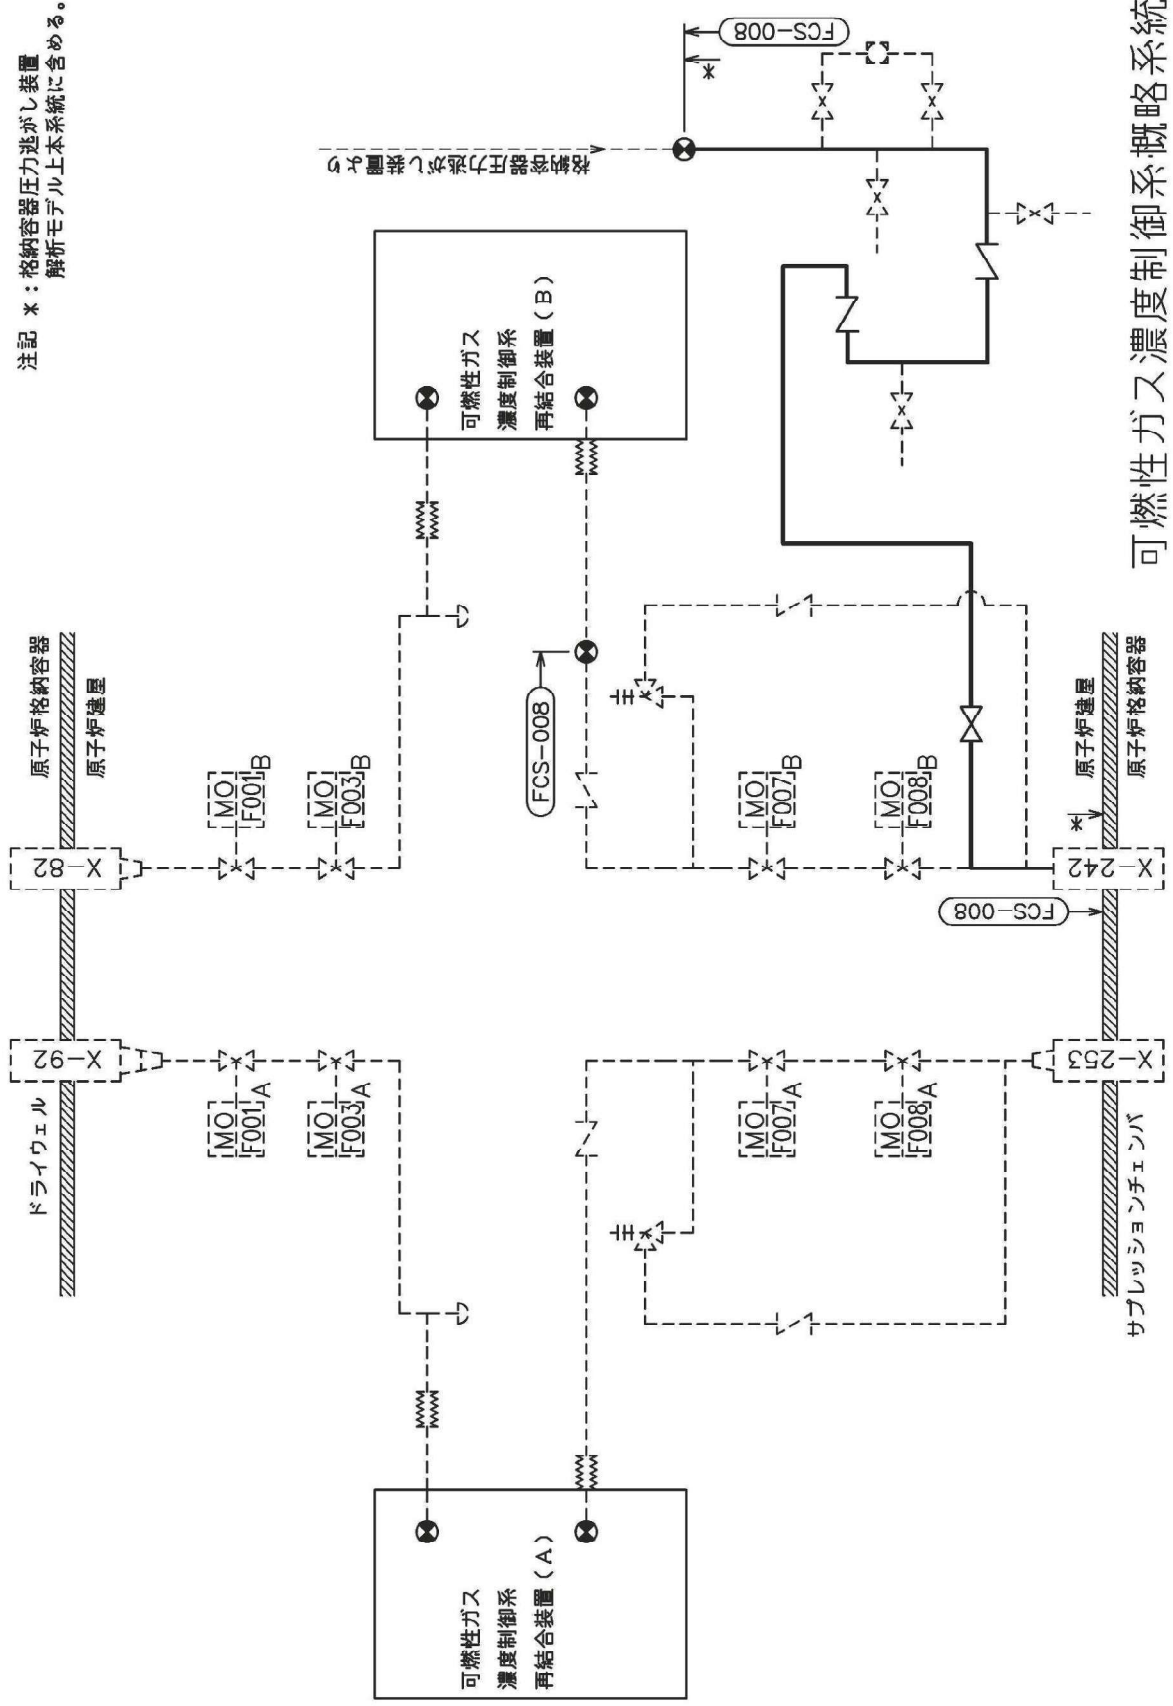 注記 *：格納容器圧力逃がし装置
解析モデル上本系統に含める。
ドライウェル
原子炉格納容器
原子炉建屋
X-92
X-82
MO
F001
A
MO
F003
A
MO
F001
B
MO
F003
B
可燃性ガス
濃度制御系
再結合装置(A)
可燃性ガス
濃度制御系
再結合装置(B)
格納容器圧力逃がし装置より
FCS-008
*
FCS-008
MO
F007
A
MO
F008
A
MO
F007
B
MO
F008
B
FCS-008
*
X-253
X-242
原子炉建屋
原子炉格納容器
サプレッションチェンバ
可燃性ガス濃度制御系概略系統